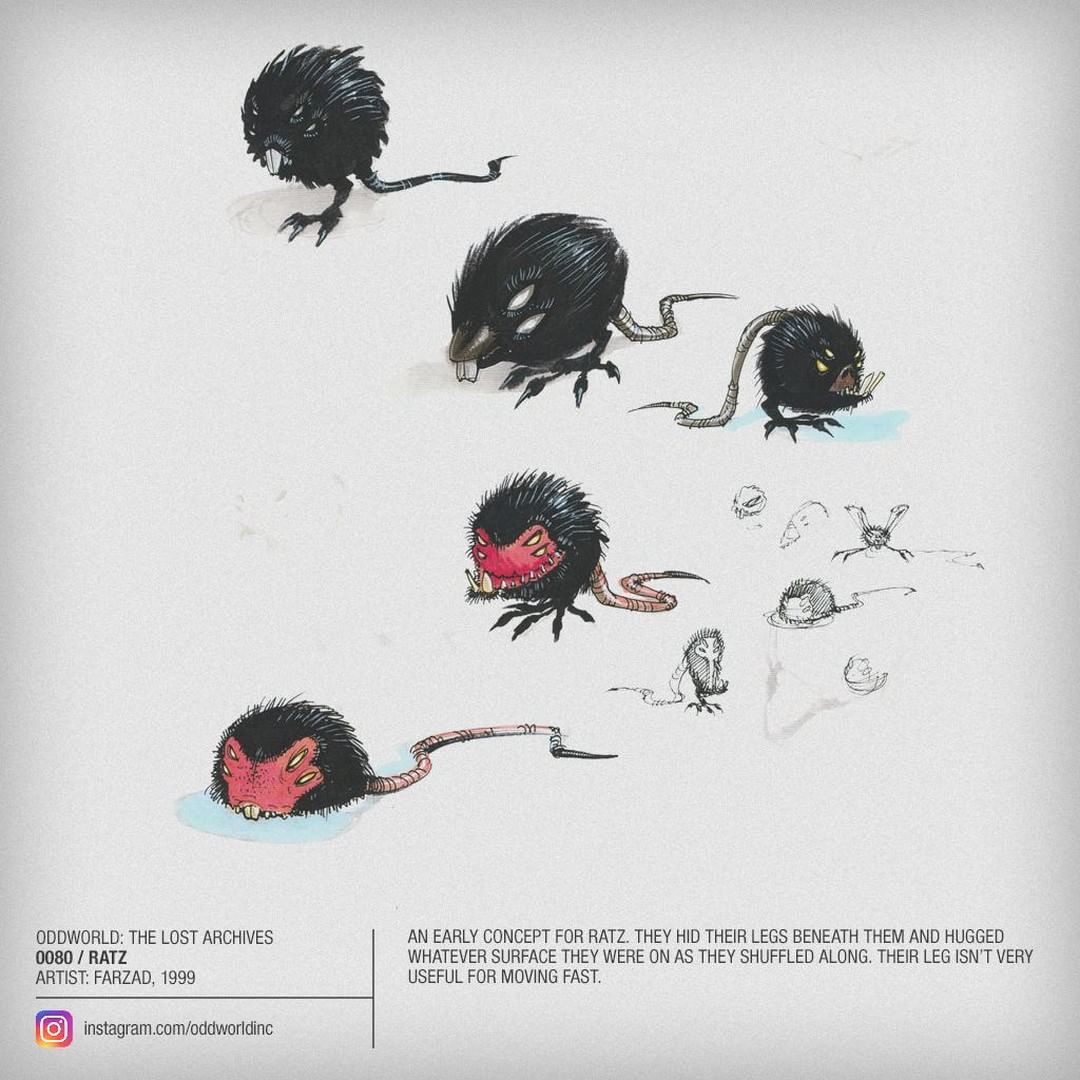 ODDWORLD: THE LOST ARCHIVES
0080 / RATZ
ARTIST: FARZAD, 1999
instagram.com/oddworldinc
AN EARLY CONCEPT FOR RATZ. THEY HID THEIR LEGS BENEATH THEM AND HUGGED
WHATEVER SURFACE THEY WERE ON AS THEY SHUFFLED ALONG. THEIR LEG ISN'T VERY
USEFUL FOR MOVING FAST.